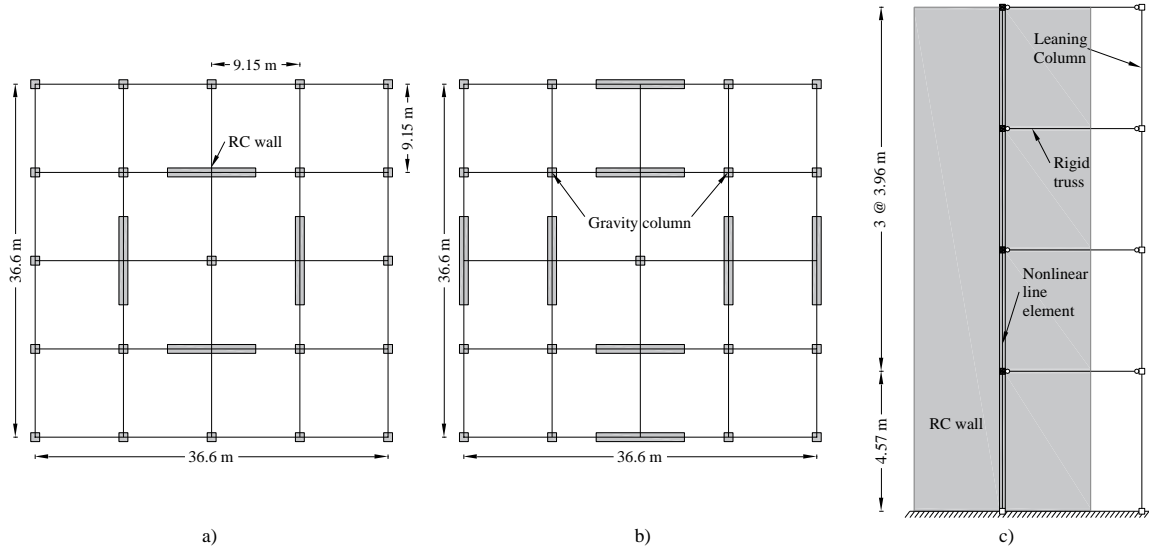 9.15 m
9.15 m
RC wall
36.6 m
36.6 m
a)
Gravity column
36.6 m
36.6 m
b)
Leaning
Column
Rigid
truss
3 @ 3.96 m
Nonlinear
line
element
RC wall
4.57 m
c)